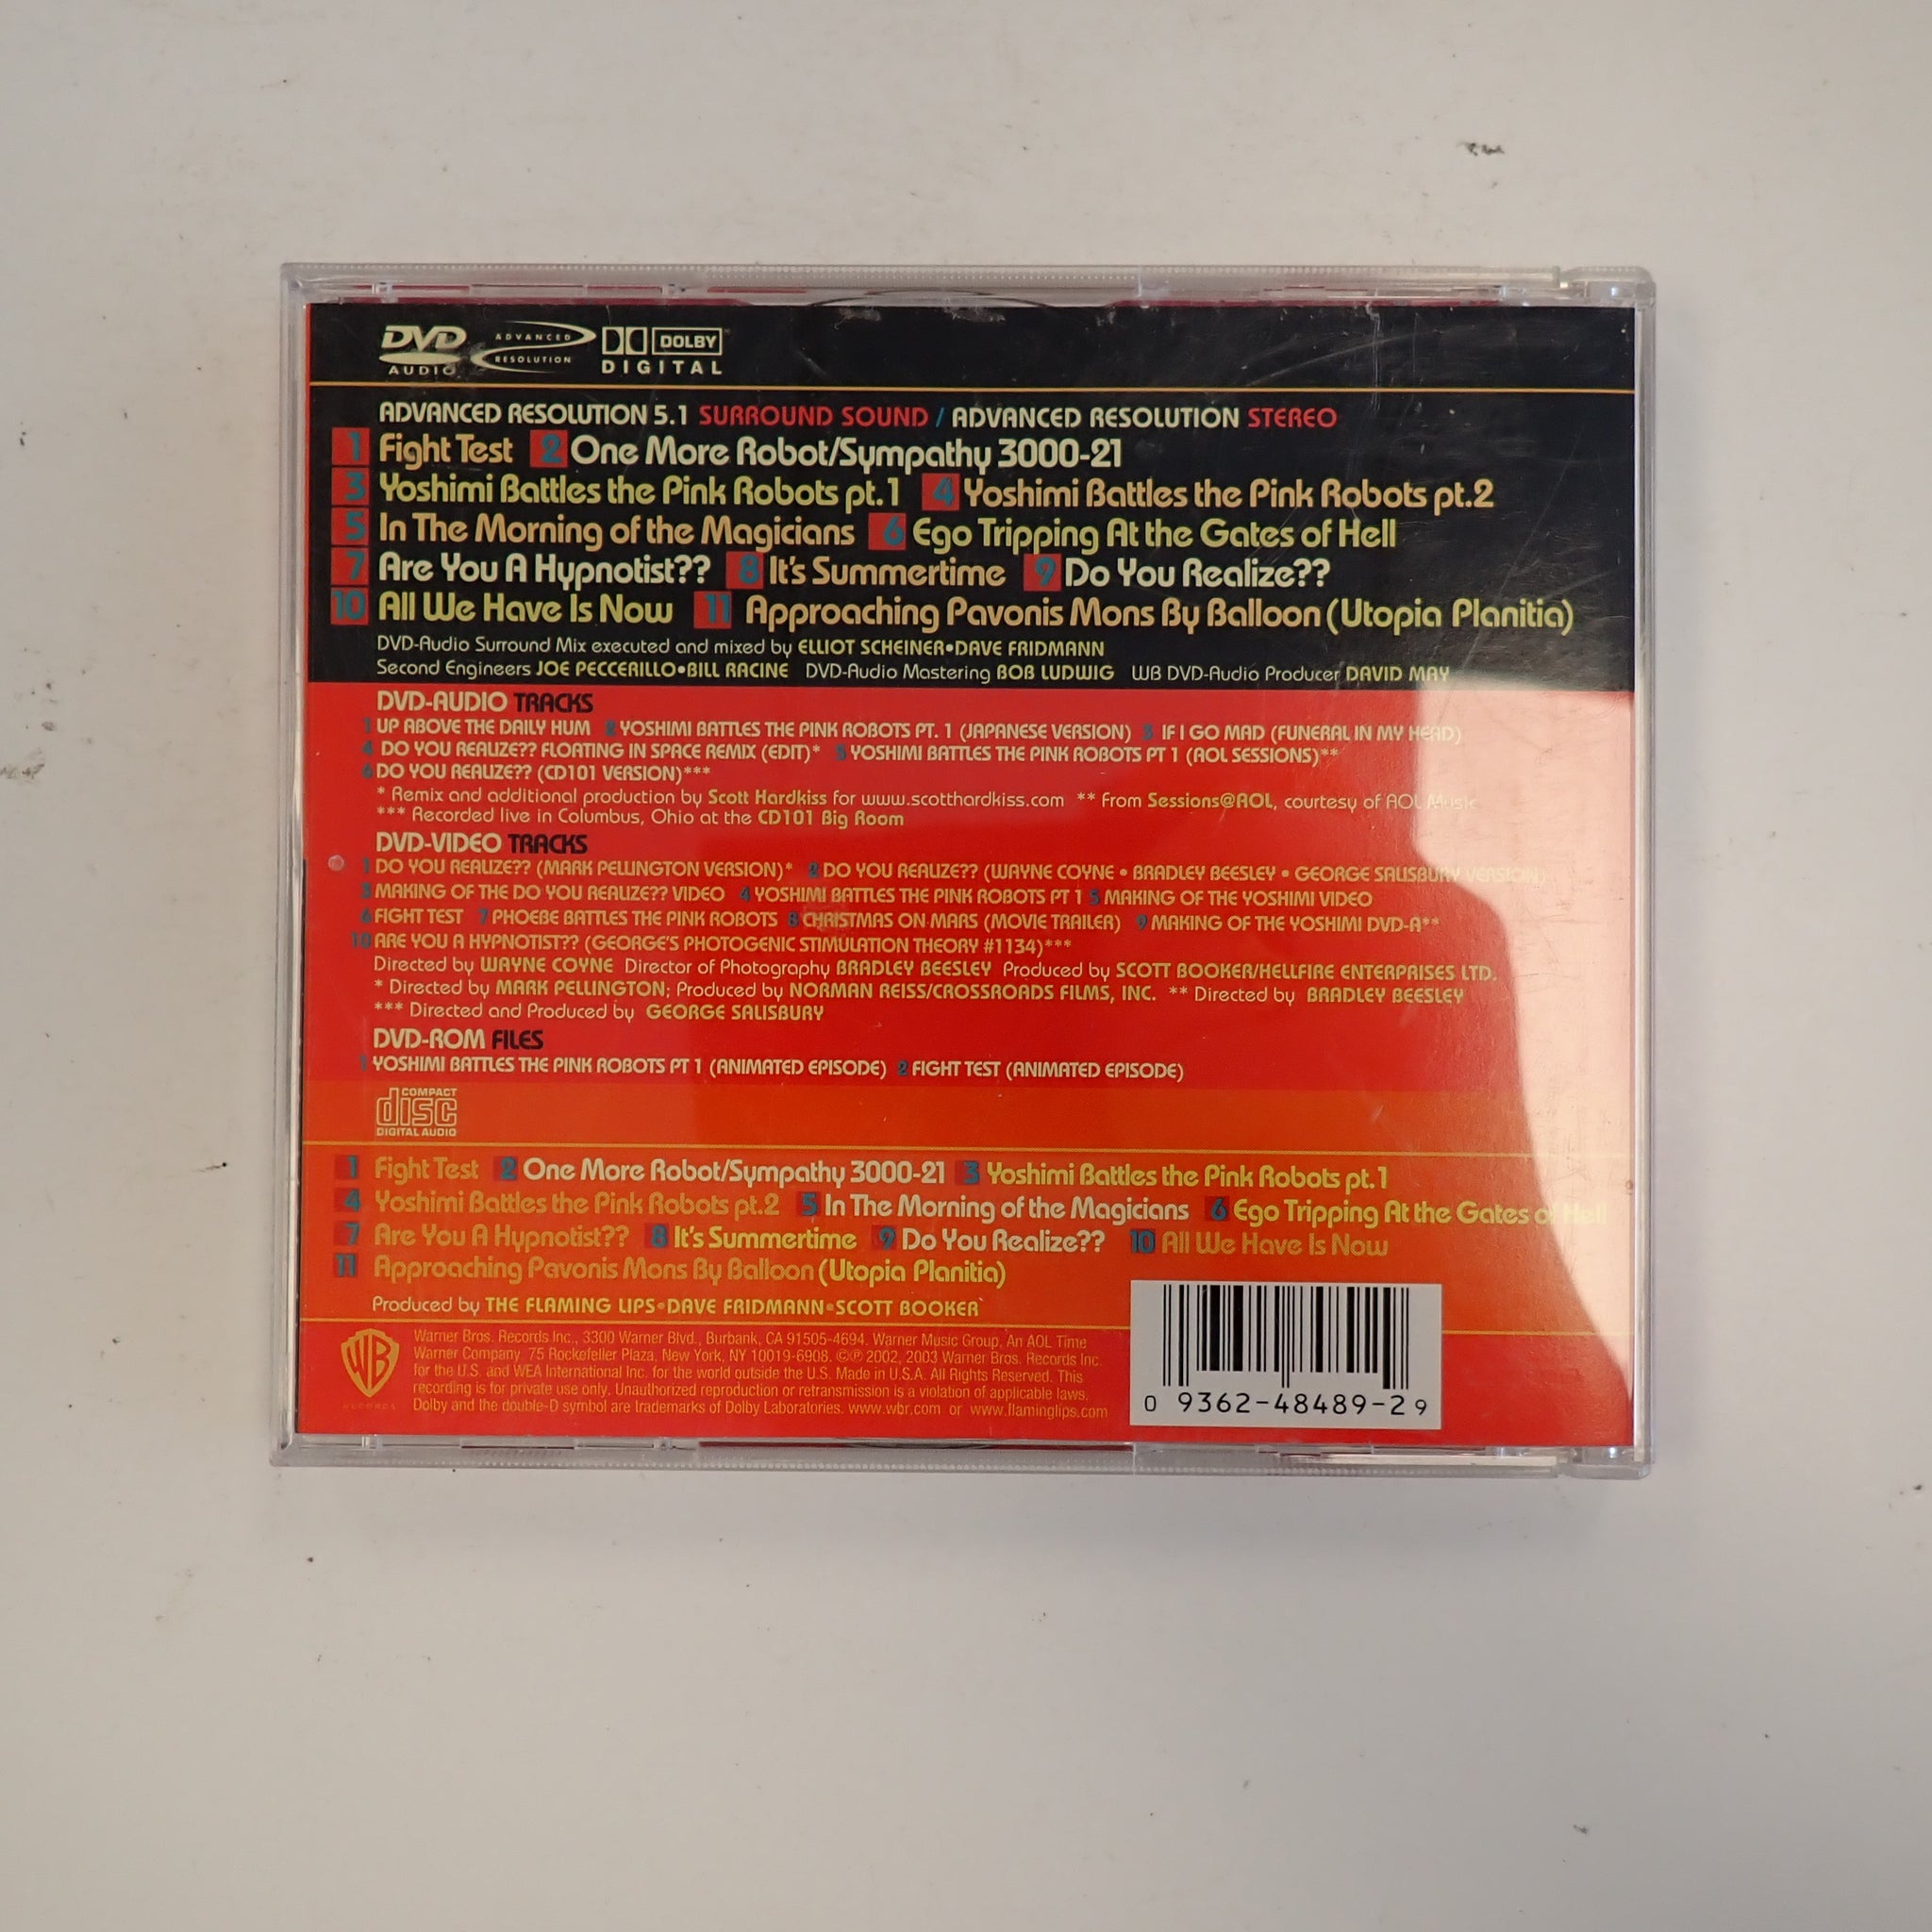 DVD AUDIO ADVANCED RESOLUTION DOLBY DIGITAL
ADVANCED RESOLUTION 5.1 SURROUND SOUND / ADVANCED RESOLUTION STEREO
1 Fight Test 2 One More Robot/Sympathy 3000-21
3 Yoshimi Battles the Pink Robots pt.1 4 Yoshimi Battles the Pink Robots pt.2
5 In The Morning of the Magicians 6 Ego Tripping At the Gates of Hell
7 Are You A Hypnotist?? 8 It's Summertime 9 Do You Realize??
10 All We Have Is Now 11 Approaching Pavonis Mons By Balloon (Utopia Planitia)
DVD-Audio Surround Mix executed and mixed by ELLIOT SCHEINER•DAVE FRIDMANN
Second Engineers JOE PECCERILLO•BILL RACINE DVD-Audio Mastering BOB LUDWIG WB DVD-Audio Producer DAVID MAY
DVD-AUDIO TRACKS
1 UP ABOVE THE DAILY HUM 2 YOSHIMI BATTLES THE PINK ROBOTS PT. 1 (JAPANESE VERSION) 3 IF I GO MAD (FUNERAL IN MY HEAD)
4 DO YOU REALIZE?? FLOATING IN SPACE REMIX (EDIT)* 5 YOSHIMI BATTLES THE PINK ROBOTS PT 1 (AOL SESSIONS)**
6 DO YOU REALIZE?? (CD101 VERSION)***
* Remix and additional production by Scott Hardkiss for www.scotthardkiss.com ** From Sessions@AOL, courtesy of AOL Music
*** Recorded live in Columbus, Ohio at the CD101 Big Room
DVD-VIDEO TRACKS
1 DO YOU REALIZE?? (MARK PELLINGTON VERSION)* 2 DO YOU REALIZE?? (WAYNE COYNE • BRADLEY BEESLEY • GEORGE SALISBURY VERSION)
3 MAKING OF THE DO YOU REALIZE?? VIDEO 4 YOSHIMI BATTLES THE PINK ROBOTS PT 1 5 MAKING OF THE YOSHIMI VIDEO
6 FIGHT TEST 7 PHOEBE BATTLES THE PINK ROBOTS 8 CHRISTMAS ON MARS (MOVIE TRAILER) 9 MAKING OF THE YOSHIMI DVD-A**
10 ARE YOU A HYPNOTIST?? (GEORGE'S PHOTOGENIC STIMULATION THEORY #1134)***
Directed by WAYNE COYNE Director of Photography BRADLEY BEESLEY Produced by SCOTT BOOKER/HELLFIRE ENTERPRISES LTD.
* Directed by MARK PELLINGTON; Produced by NORMAN REISS/CROSSROADS FILMS, INC. ** Directed by BRADLEY BEESLEY
*** Directed and Produced by GEORGE SALISBURY
DVD-ROM FILES
1 YOSHIMI BATTLES THE PINK ROBOTS PT 1 (ANIMATED EPISODE) 2 FIGHT TEST (ANIMATED EPISODE)
COMPACT disc DIGITAL AUDIO
1 Fight Test 2 One More Robot/Sympathy 3000-21 3 Yoshimi Battles the Pink Robots pt.1
4 Yoshimi Battles the Pink Robots pt.2 5 In The Morning of the Magicians 6 Ego Tripping At the Gates of Hell
7 Are You A Hypnotist?? 8 It's Summertime 9 Do You Realize?? 10 All We Have Is Now
11 Approaching Pavonis Mons By Balloon (Utopia Planitia)
Produced by THE FLAMING LIPS•DAVE FRIDMANN•SCOTT BOOKER
WB RECORDS
Warner Bros. Records Inc., 3300 Warner Blvd., Burbank, CA 91505-4694. Warner Music Group, An AOL Time
Warner Company. 75 Rockefeller Plaza, New York, NY 10019-6908. ©℗ 2002, 2003 Warner Bros. Records Inc.
for the U.S. and WEA International Inc. for the world outside the U.S. Made in U.S.A. All Rights Reserved. This
recording is for private use only. Unauthorized reproduction or retransmission is a violation of applicable laws.
Dolby and the double-D symbol are trademarks of Dolby Laboratories. www.wbr.com or www.flaminglips.com
0 9362-48489-2 9